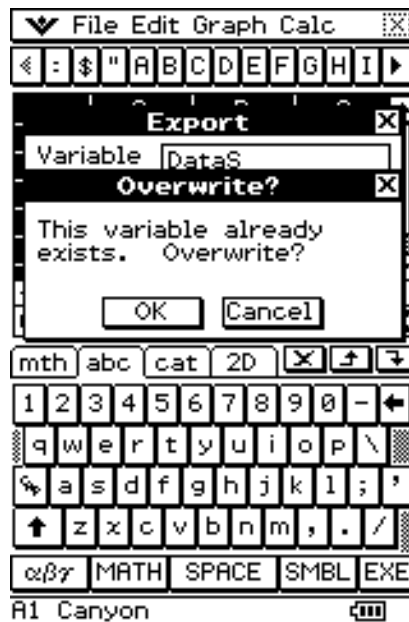 File Edit Graph Calc
: $ " A B C D E F G H I
Export
Variable DataS
Overwrite?
This variable already
exists. Overwrite?
OK Cancel
mth abc cat 2D
1 2 3 4 5 6 7 8 9 0 -
q w e r t y u i o p \
a s d f g h j k l ; '
z x c v b n m , . /
αβγ MATH SPACE SMBL EXE
A1 Canyon